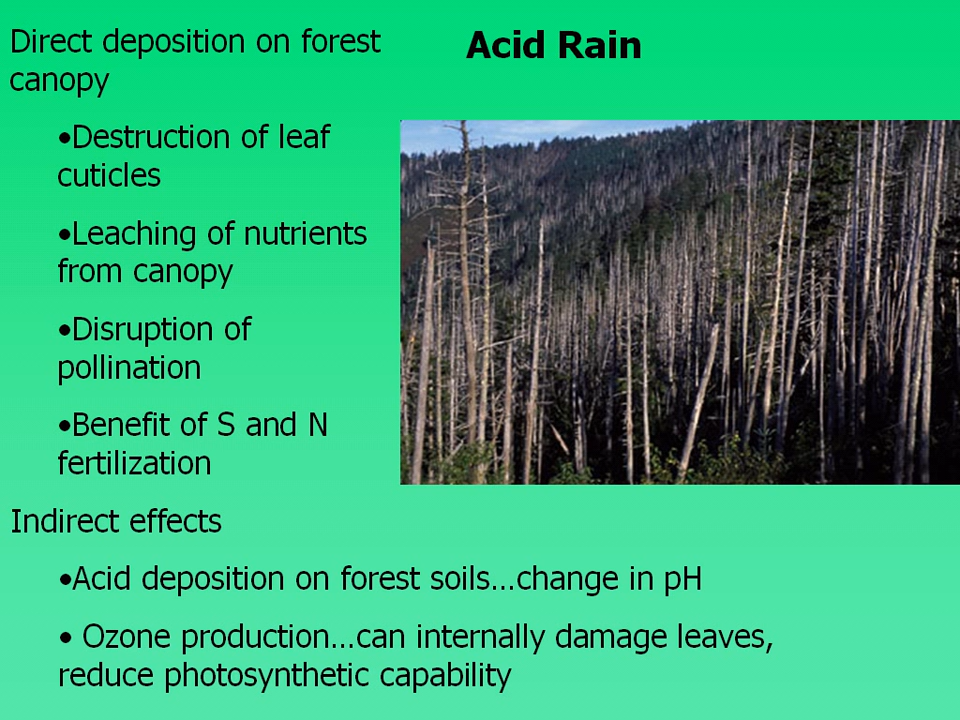 Acid Rain
Direct deposition on forest
canopy
•Destruction of leaf
cuticles
•Leaching of nutrients
from canopy
•Disruption of
pollination
•Benefit of S and N
fertilization
Indirect effects
•Acid deposition on forest soils…change in pH
• Ozone production…can internally damage leaves,
reduce photosynthetic capability